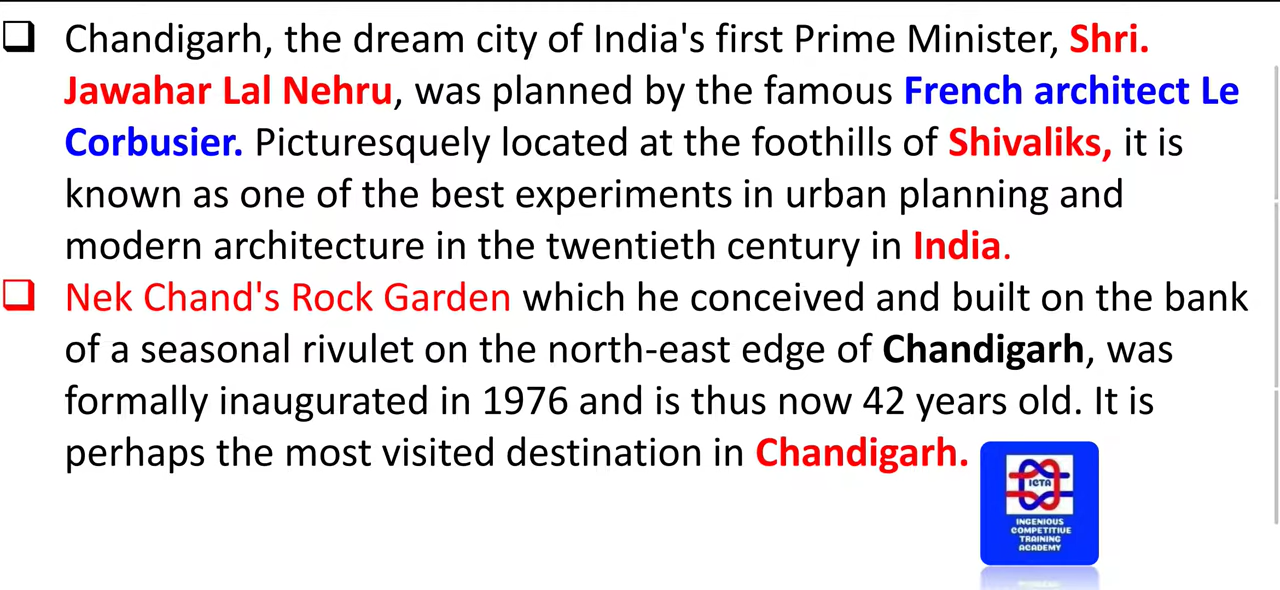 ❑ Chandigarh, the dream city of India's first Prime Minister, Shri.
Jawahar Lal Nehru, was planned by the famous French architect Le
Corbusier. Picturesquely located at the foothills of Shivaliks, it is
known as one of the best experiments in urban planning and
modern architecture in the twentieth century in India.
❑ Nek Chand's Rock Garden which he conceived and built on the bank
of a seasonal rivulet on the north-east edge of Chandigarh, was
formally inaugurated in 1976 and is thus now 42 years old. It is
perhaps the most visited destination in Chandigarh.
ICTA
INGENIOUS
COMPETITIVE
TRAINING
ACADEMY